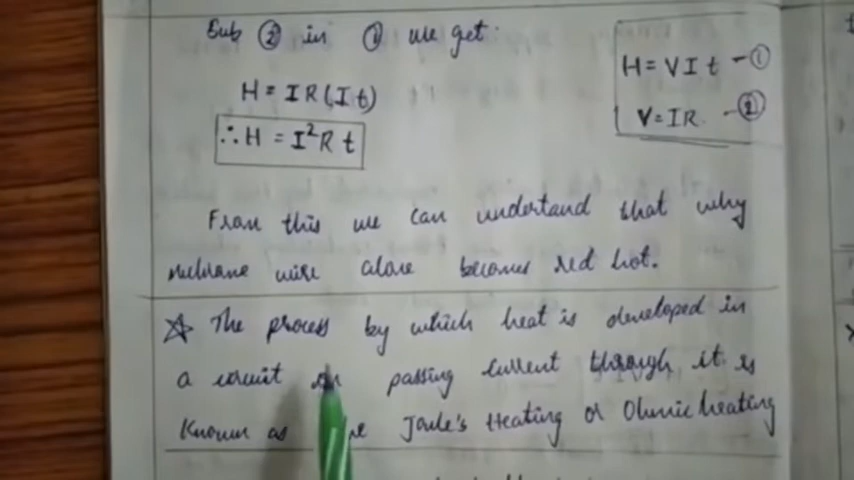 Sub ② in ① we get.
H = VIt - ①
H = IR(It)
V = IR. - ②
∴ H = I²Rt
From this we can understand that why
nichrome wire alone becomes red hot.
☆ The process by which heat is developed in
a circuit on passing current through it is
Known as Joule's Heating or Ohmic heating